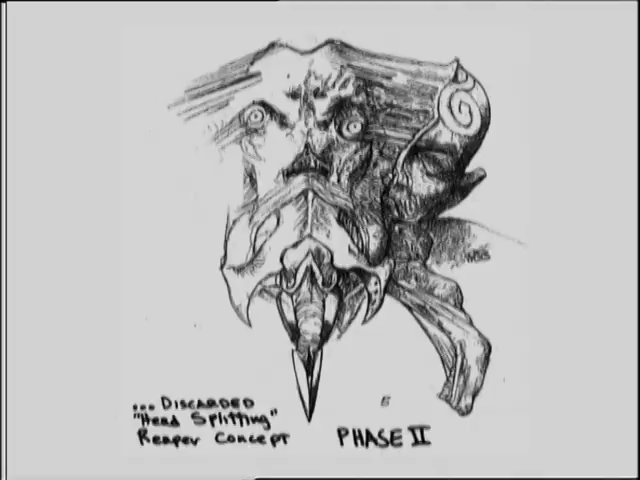 ... DISCARDED
"Head Splitting"
Reaper Concept
PHASE II